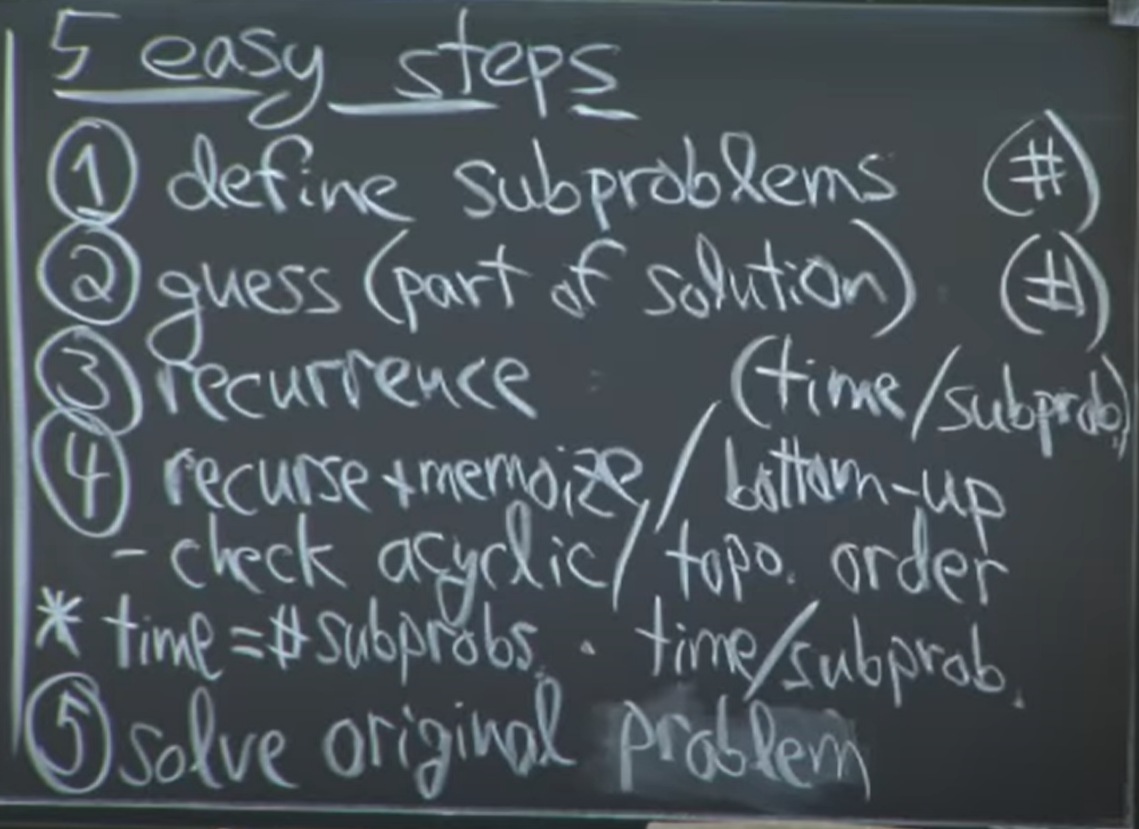 5 easy steps
① define subproblems (#)
② guess (part of solution) (#)
③ recurrence (time/subprob)
④ recurse + memoize / bottom-up
- check acyclic / topo. order
* time = # subprobs. · time/subprob.
⑤ solve original problem